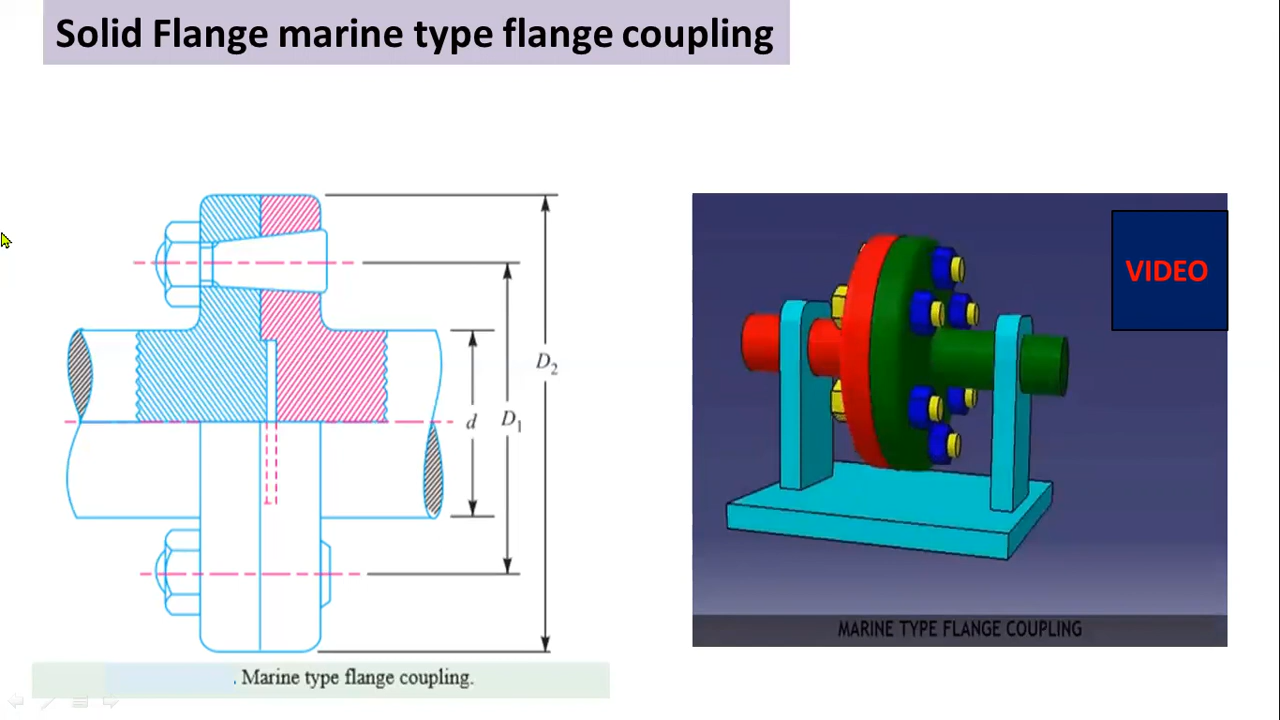 Solid Flange marine type flange coupling
VIDEO
D2
d
D1
MARINE TYPE FLANGE COUPLING
. Marine type flange coupling.